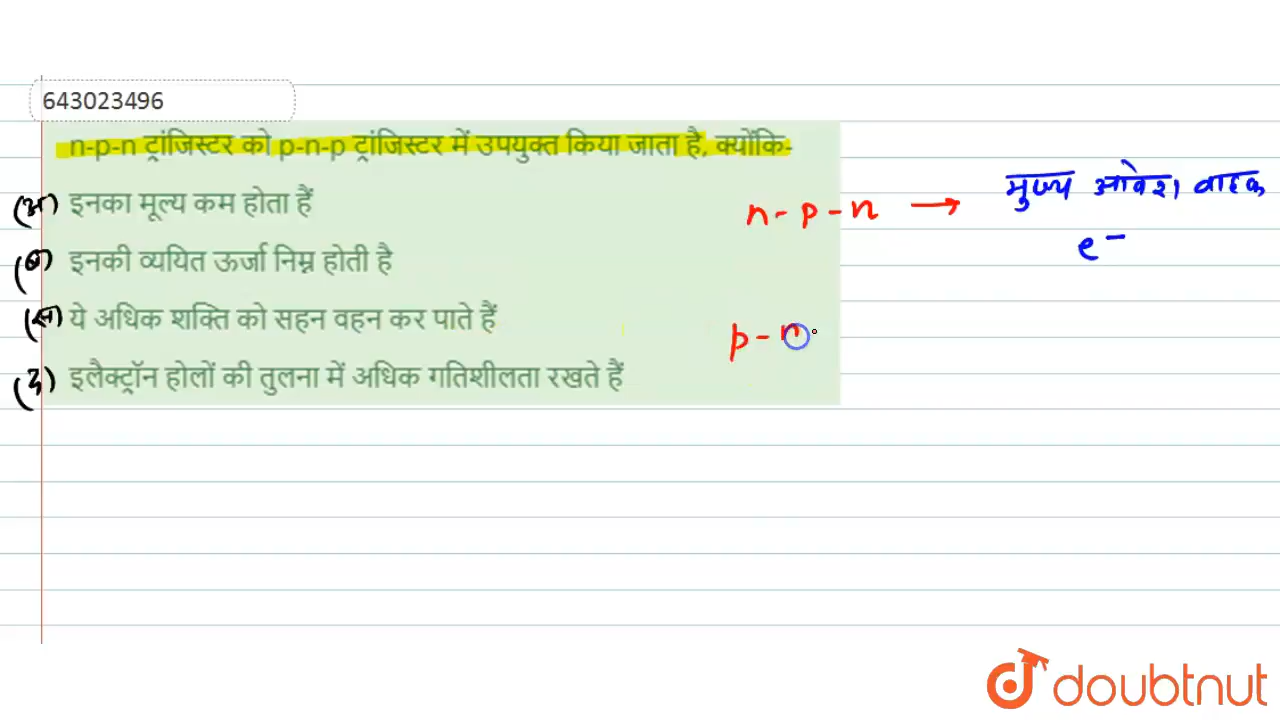 643023496
n-p-n ट्रांजिस्टर को p-n-p ट्रांजिस्टर में उपयुक्त किया जाता है, क्योंकि-
(अ) इनका मूल्य कम होता हैं
(ब) इनकी व्ययित ऊर्जा निम्न होती है
(स) ये अधिक शक्ति को सहन वहन कर पाते हैं
(द) इलैक्ट्रॉन होलों की तुलना में अधिक गतिशीलता रखते हैं
n - p - n → मुख्य आवेश वाहक
e⁻
p - n
doubtnut